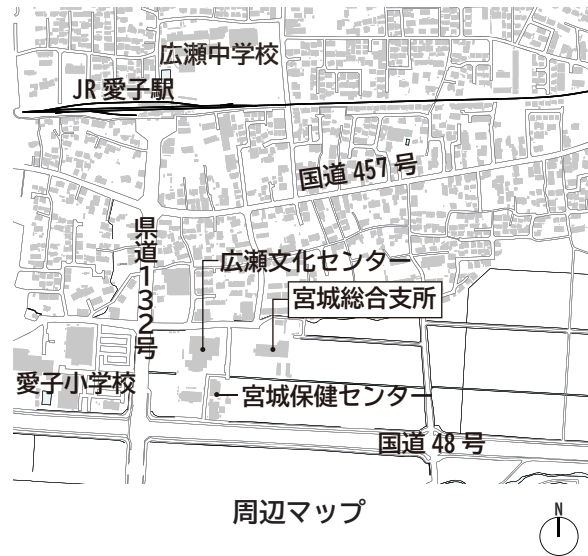 広瀬中学校
JR 愛子駅
国道 457 号
県道132号
広瀬文化センター
宮城総合支所
愛子小学校
宮城保健センター
国道 48 号
周辺マップ
N